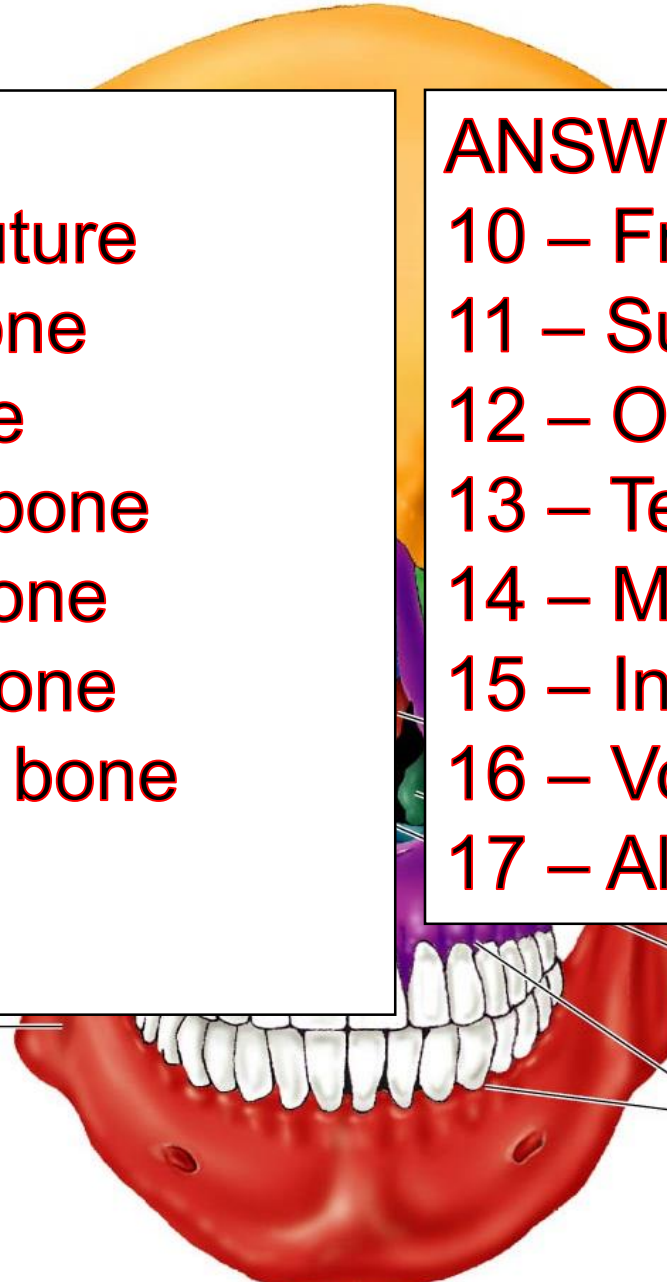 uture
one
e
bone
one
one
bone
ANSW
10 – Fr
11 – Su
12 – O
13 – Te
14 – M
15 – In
16 – Vo
17 – Al